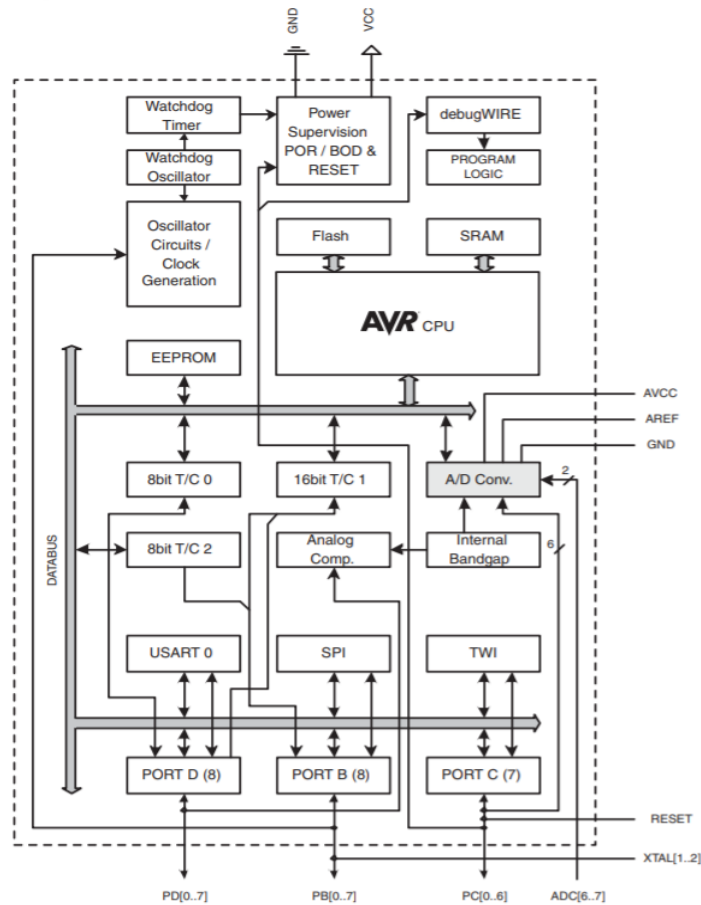 GND
VCC
Watchdog
Timer
Power
Supervision
POR / BOD &
RESET
debugWIRE
Watchdog
Oscillator
PROGRAM
LOGIC
Oscillator
Circuits /
Clock
Generation
Flash
SRAM
AVR CPU
EEPROM
AVCC
AREF
GND
8bit T/C 0
16bit T/C 1
A/D Conv.
2
DATABUS
8bit T/C 2
Analog
Comp.
Internal
Bandgap
6
USART 0
SPI
TWI
PORT D (8)
PORT B (8)
PORT C (7)
RESET
XTAL[1..2]
PD[0..7]
PB[0..7]
PC[0..6]
ADC[6..7]